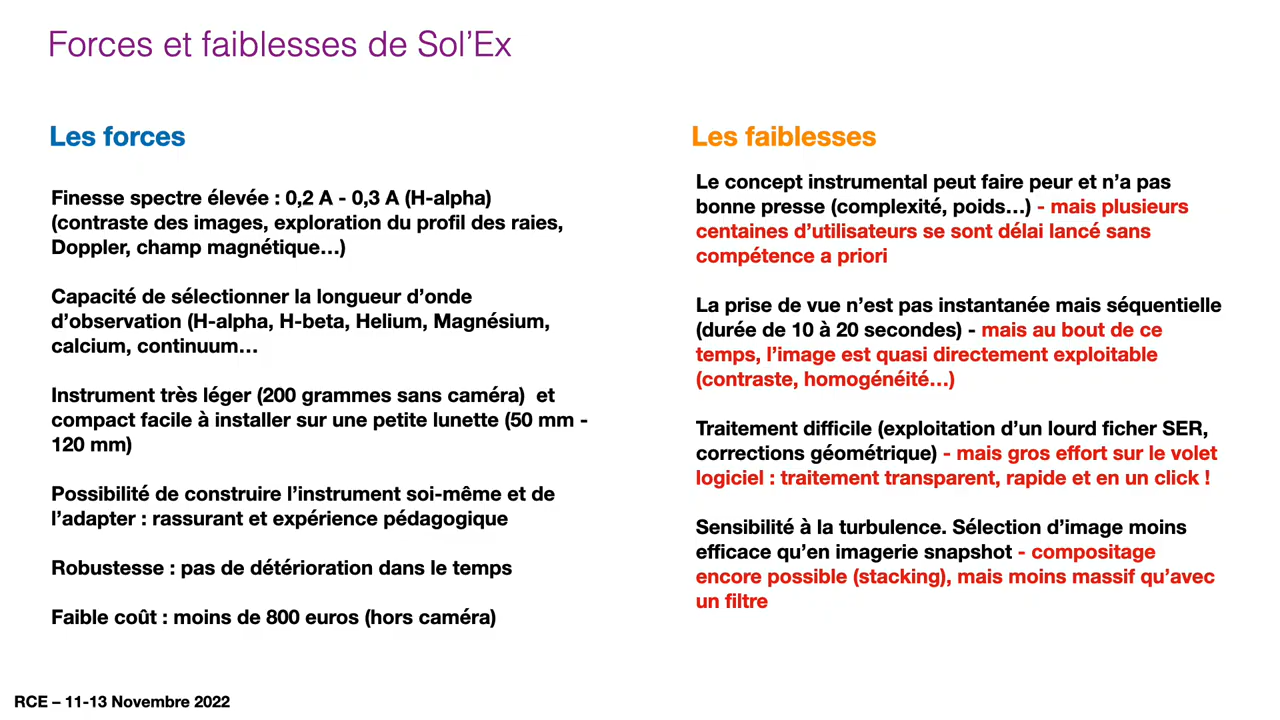 Forces et faiblesses de Sol’Ex
Les forces
Finesse spectre élevée : 0,2 A - 0,3 A (H-alpha)
(contraste des images, exploration du profil des raies,
Doppler, champ magnétique…)
Capacité de sélectionner la longueur d’onde
d’observation (H-alpha, H-beta, Helium, Magnésium,
calcium, continuum…
Instrument très léger (200 grammes sans caméra)  et
compact facile à installer sur une petite lunette (50 mm -
120 mm)
Possibilité de construire l’instrument soi-même et de
l’adapter : rassurant et expérience pédagogique
Robustesse : pas de détérioration dans le temps
Faible coût : moins de 800 euros (hors caméra)
Les faiblesses
Le concept instrumental peut faire peur et n’a pas
bonne presse (complexité, poids…) - mais plusieurs
centaines d’utilisateurs se sont délai lancé sans
compétence a priori
La prise de vue n’est pas instantanée mais séquentielle
(durée de 10 à 20 secondes) - mais au bout de ce
temps, l’image est quasi directement exploitable
(contraste, homogénéité…)
Traitement difficile (exploitation d’un lourd ficher SER,
corrections géométrique) - mais gros effort sur le volet
logiciel : traitement transparent, rapide et en un click !
Sensibilité à la turbulence. Sélection d’image moins
efficace qu’en imagerie snapshot - compositage
encore possible (stacking), mais moins massif qu’avec
un filtre
RCE – 11-13 Novembre 2022